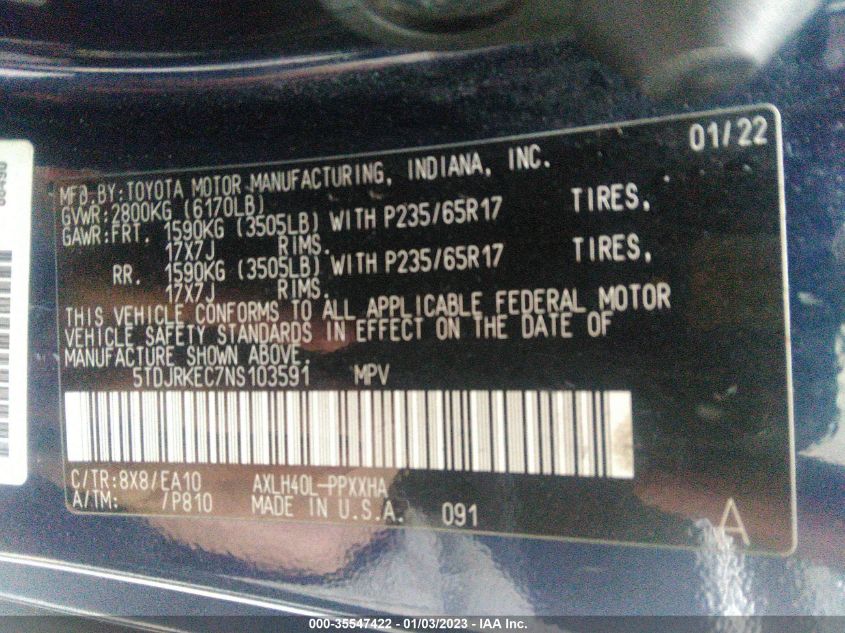 01/22
MFD.BY:TOYOTA MOTOR MANUFACTURING, INDIANA, INC.
GVWR:2800KG (6170LB)
GAWR:FRT. 1590KG (3505LB) WITH P235/65R17 TIRES,
17X7J RIMS.
RR. 1590KG (3505LB) WITH P235/65R17 TIRES,
17X7J RIMS.
THIS VEHICLE CONFORMS TO ALL APPLICABLE FEDERAL MOTOR
VEHICLE SAFETY STANDARDS IN EFFECT ON THE DATE OF
MANUFACTURE SHOWN ABOVE.
5TDJRKEC7NS103591 MPV
C/TR:8X8/EA10 AXLH40L-PPXXHA
A/TM: /P810 MADE IN U.S.A. 091
A
000-35547422 - 01/03/2023 - IAA Inc.